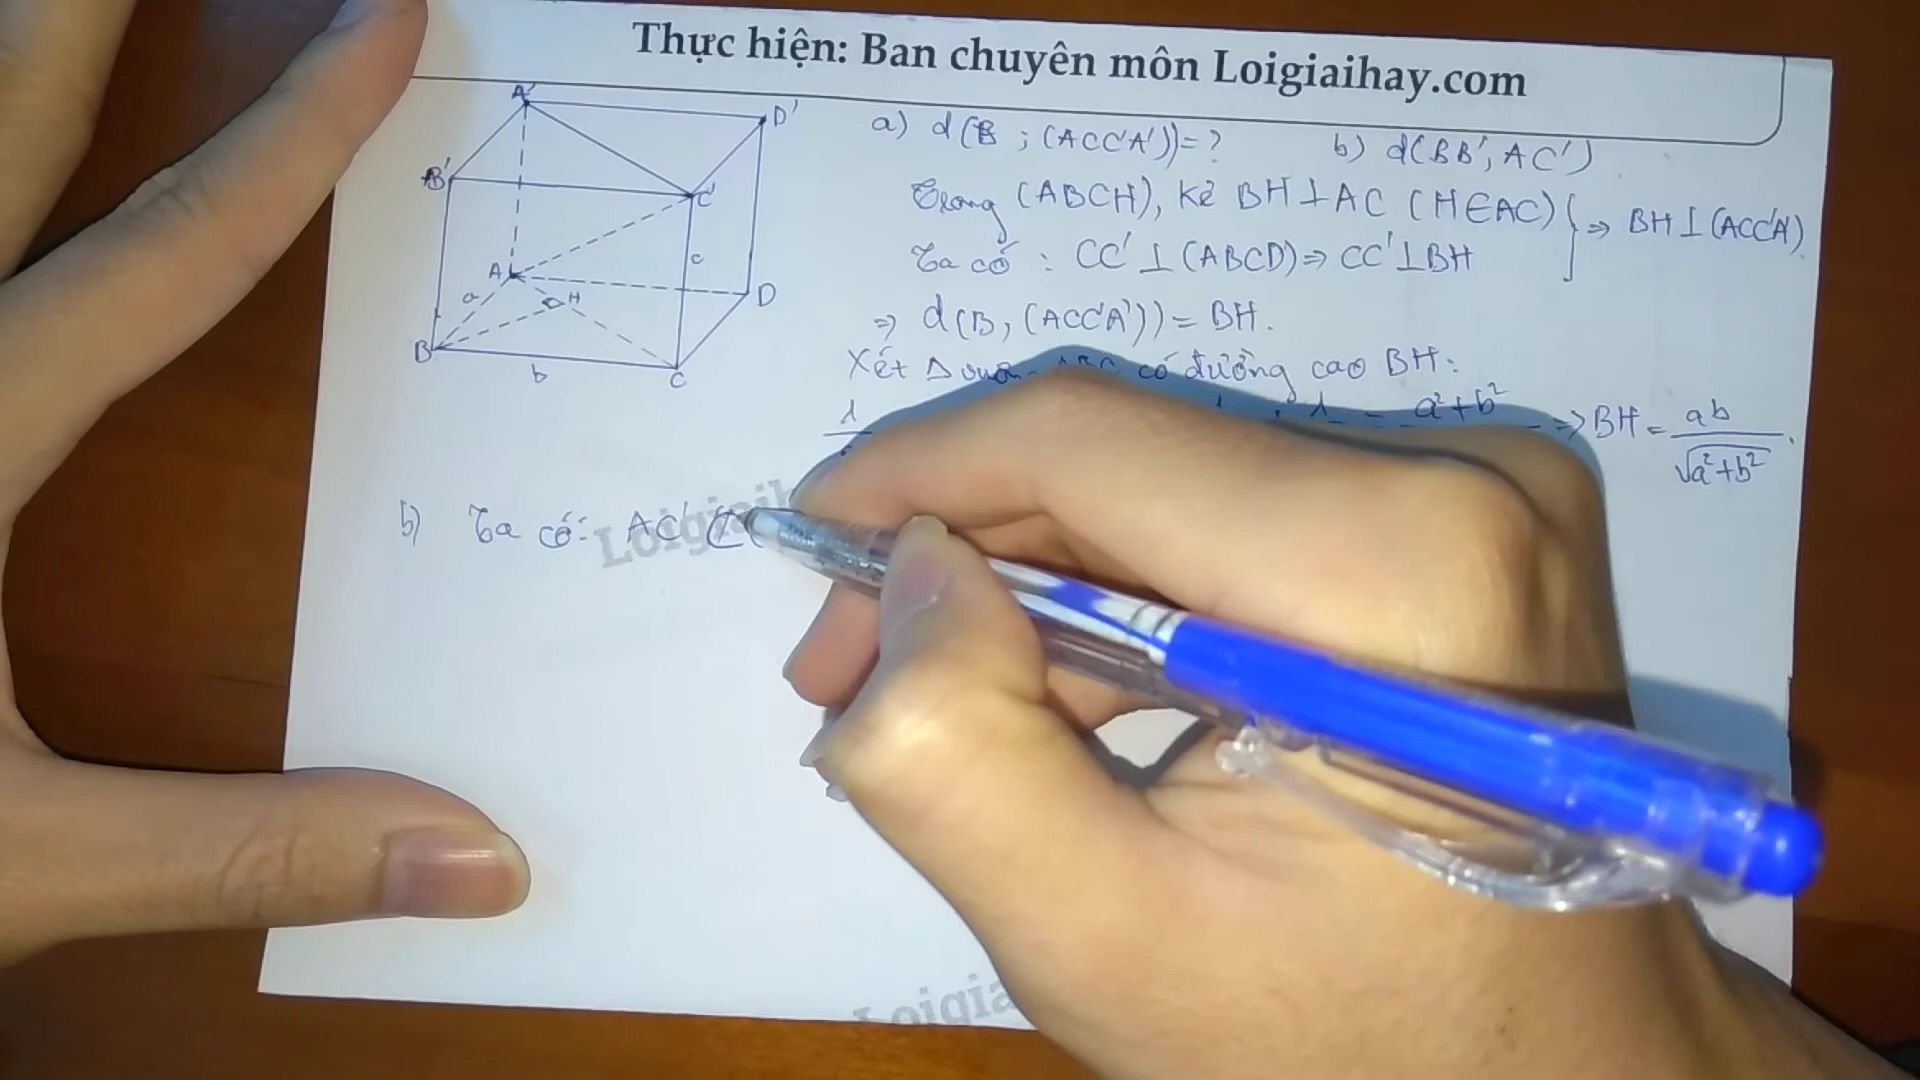 Thực hiện: Ban chuyên môn Loigiaihay.com
A' D' B' C' c A a H D B b C
a) d(B ; (ACC'A')) = ? b) d(BB', AC')
Trong (ABCH), kẻ BH ⊥ AC (H ∈ AC) } ⇒ BH ⊥ (ACC'A').
Ta có : CC' ⊥ (ABCD) ⇒ CC' ⊥ BH
⇒ d(B, (ACC'A')) = BH.
Xét Δ có đường cao BH:
a² + b² ⇒ BH = ab / √a² + b² .
b) Ta có: AC' ⊂ (